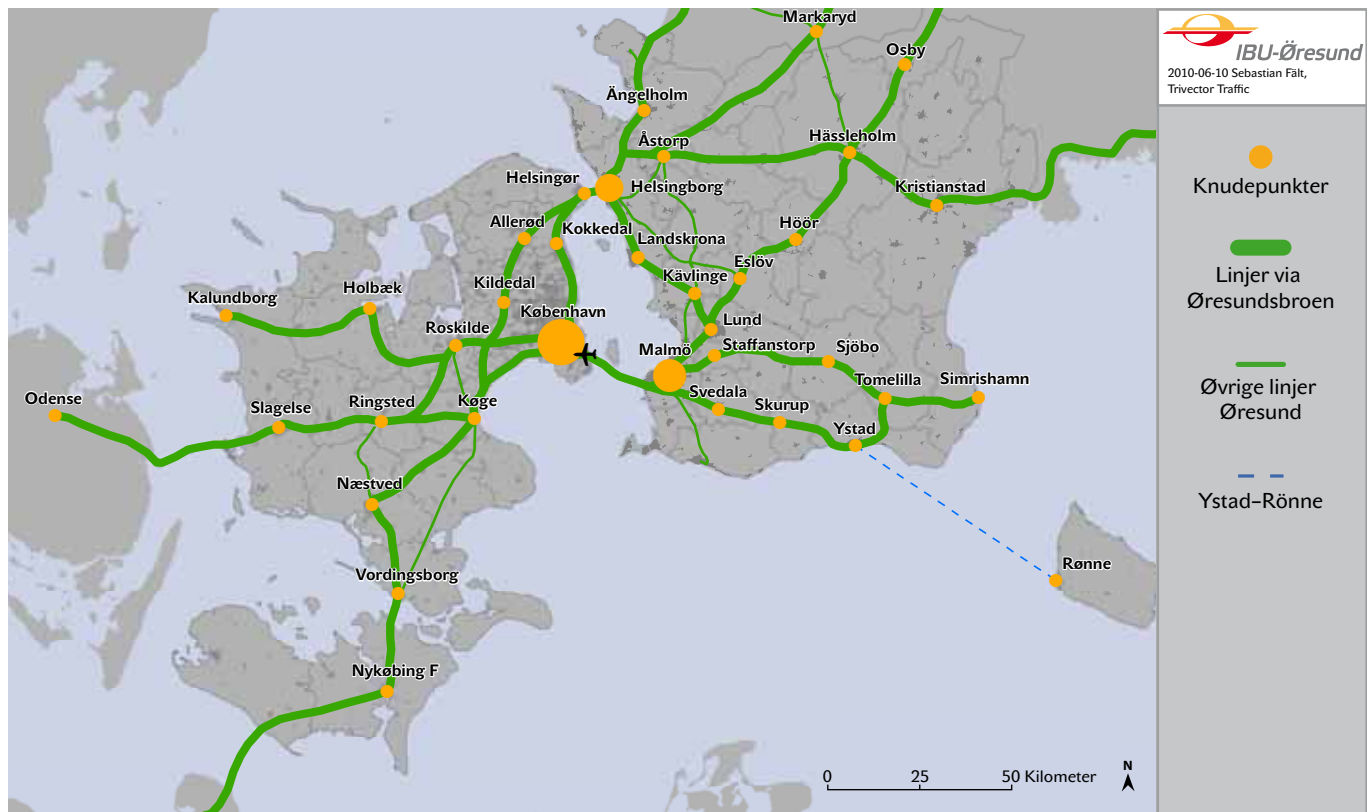 Markaryd
Osby
Ängelholm
Åstorp
Hässleholm
Helsingør
Helsingborg
Kristianstad
Allerød
Kokkedal
Landskrona
Höör
Kävlinge
Eslöv
Kildedal
Kalundborg
Holbæk
København
Roskilde
Lund
Malmö
Staffanstorp
Sjöbo
Odense
Slagelse
Ringsted
Køge
Svedala
Skurup
Tomelilla
Simrishamn
Ystad
Næstved
Vordingsborg
Rønne
Nykøbing F
0 25 50 Kilometer
N
IBU-Øresund
2010-06-10 Sebastian Fält,
Trivector Traffic
Knudepunkter
Linjer via
Øresundsbroen
Øvrige linjer
Øresund
Ystad–Rönne